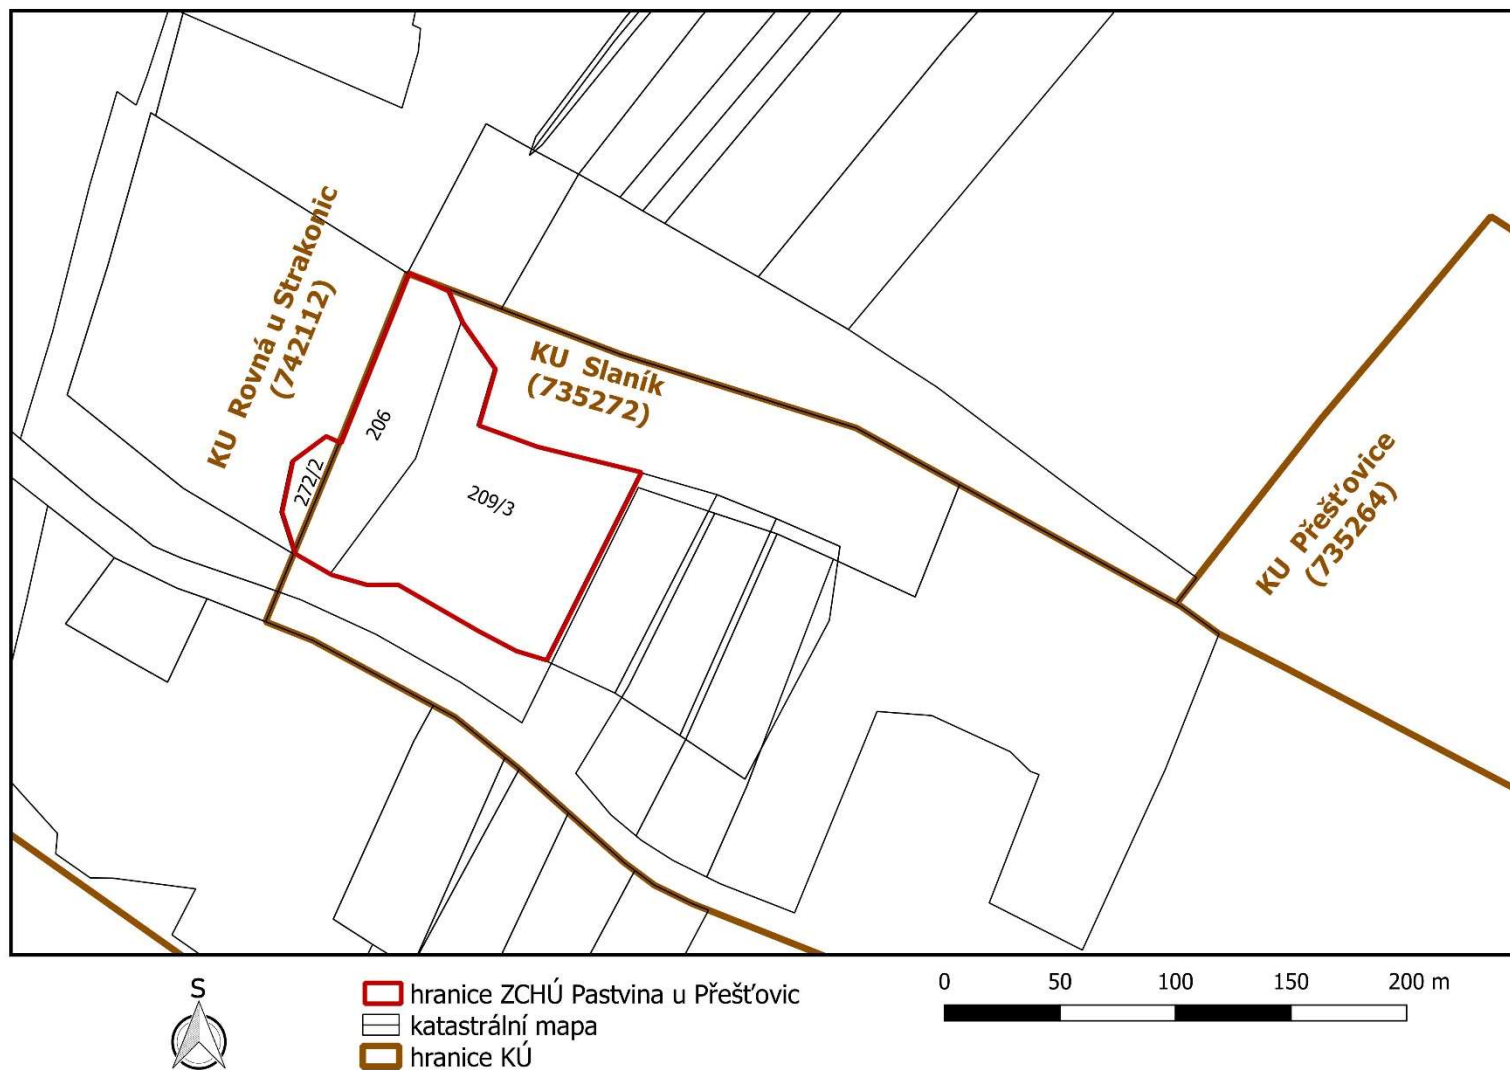 KU Rovná u Strakonic
(742112)
KU Slaník
(735272)
KU Přešťovice
(735264)
206
272/2
209/3
S
hranice ZCHÚ Pastvina u Přešťovic
katastrální mapa
hranice KÚ
0 50 100 150 200 m